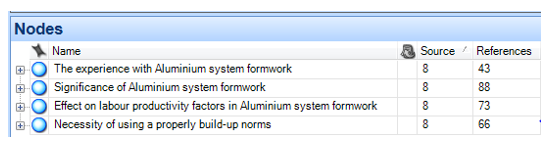 Nodes
Name Source References
The experience with Aluminium system formwork 8 43
Significance of Aluminium system formwork 8 88
Effect on labour productivity factors in Aluminium system formwork 8 73
Necessity of using a properly build-up norms 8 66